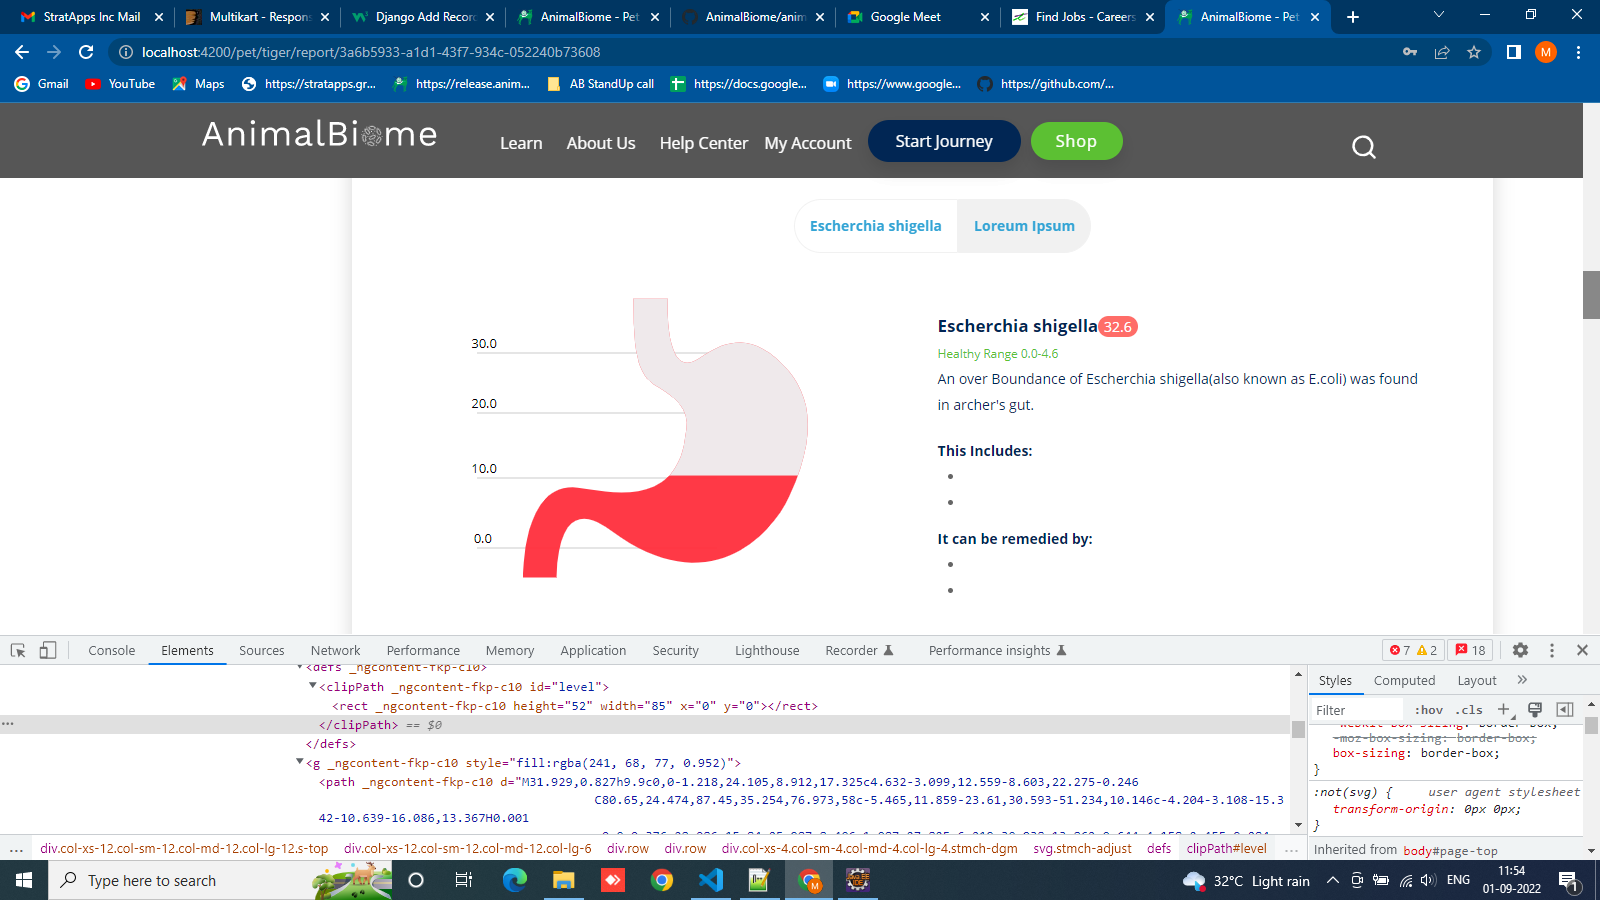 StratApps Inc Mail
Multikart - Respons
Django Add Record
AnimalBiome - Pet
AnimalBiome/anim
Google Meet
Find Jobs - Careers
AnimalBiome - Pet
localhost:4200/pet/tiger/report/3a6b5933-a1d1-43f7-934c-052240b73608
M
Gmail
YouTube
Maps
https://stratapps.gr...
https://release.anim...
AB StandUp call
https://docs.google...
https://www.google...
https://github.com/...
AnimalBiome
Learn
About Us
Help Center
My Account
Start Journey
Shop
Escherchia shigella
Loreum Ipsum
30.0
20.0
10.0
0.0
Escherchia shigella 32.6
Healthy Range 0.0-4.6
An over Boundance of Escherchia shigella(also known as E.coli) was found
in archer's gut.
This Includes:
It can be remedied by:
Console
Elements
Sources
Network
Performance
Memory
Application
Security
Lighthouse
Recorder
Performance insights
7
2
18
<defs _ngcontent-fkp-c10>
<clipPath _ngcontent-fkp-c10 id="level">
<rect _ngcontent-fkp-c10 height="52" width="85" x="0" y="0"></rect>
</clipPath> == $0
</defs>
<g _ngcontent-fkp-c10 style="fill:rgba(241, 68, 77, 0.952)">
<path _ngcontent-fkp-c10 d="M31.929,0.827h9.9c0,0-1.218,24.105,8.912,17.325c4.632-3.099,12.559-8.603,22.275-0.246
C80.65,24.474,87.45,35.254,76.973,58c-5.465,11.859-23.61,30.593-51.234,10.146c-4.204-3.108-15.3
42-10.639-16.086,13.367H0.001
Styles
Computed
Layout
Filter
:hov
.cls
-moz-box-sizing: border-box;
box-sizing: border-box;
}
:not(svg) {
user agent stylesheet
transform-origin: 0px 0px;
}
Inherited from body#page-top
...
div.col-xs-12.col-sm-12.col-md-12.col-lg-12.s-top
div.col-xs-12.col-sm-12.col-md-12.col-lg-6
div.row
div.row
div.col-xs-4.col-sm-4.col-md-4.col-lg-4.stmch-dgm
svg.stmch-adjust
defs
clipPath#level
...
Type here to search
M
32°C Light rain
ENG
11:54
01-09-2022
1